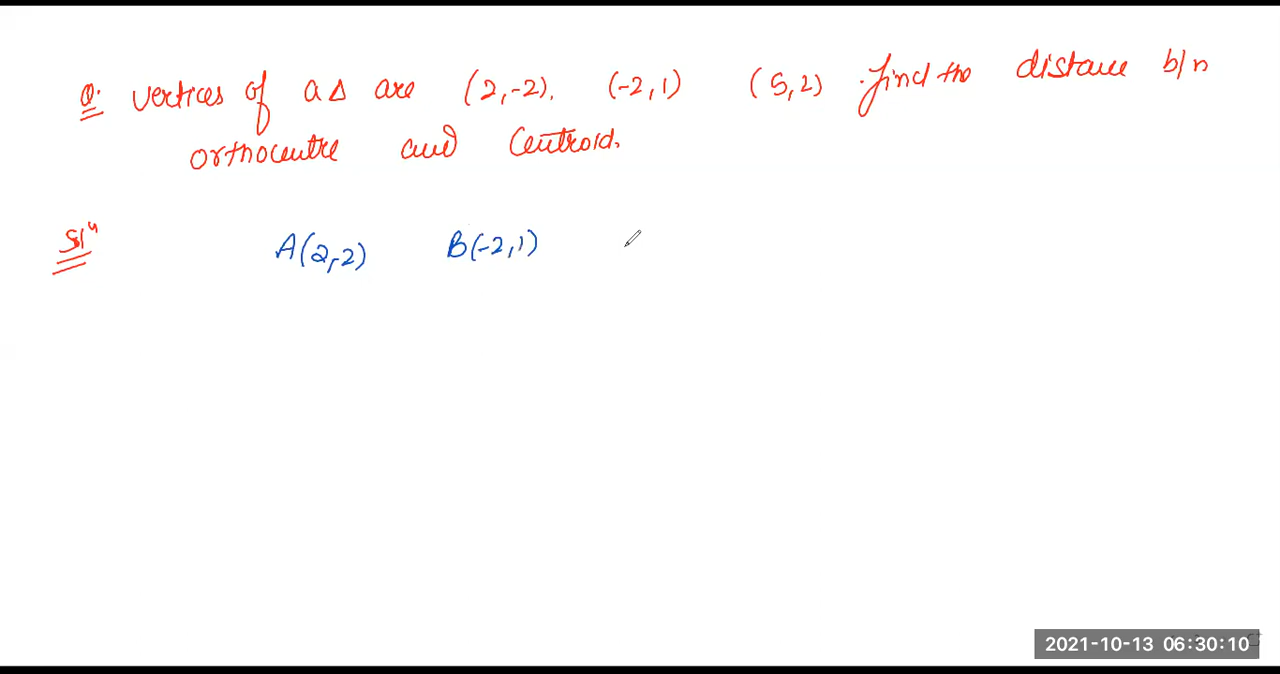 Q. Vertices of a Δ are (2,-2). (-2,1) (5,2) . find the distance b/n
orthocentre and Centroid.
Slⁿ A(2,-2) B(-2,1)
2021-10-13 06:30:10